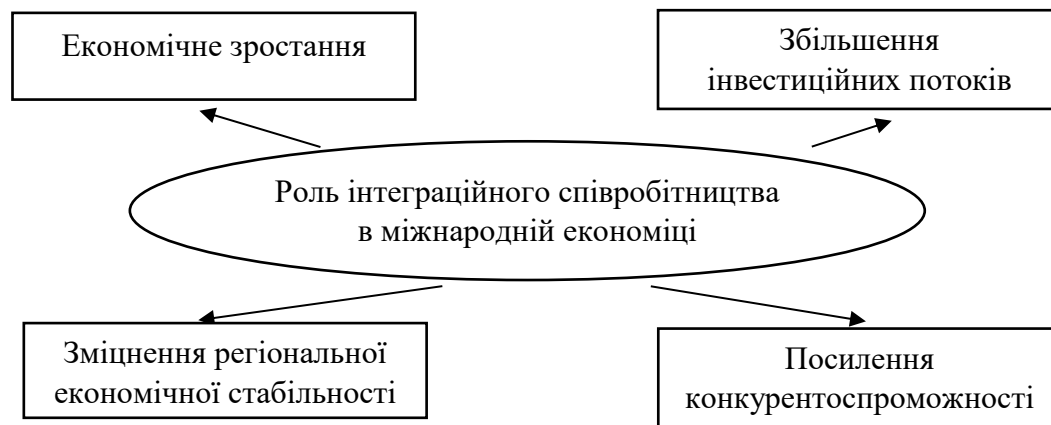 Економічне зростання
Збільшення
інвестиційних потоків
Роль інтеграційного співробітництва
в міжнародній економіці
Зміцнення регіональної
економічної стабільності
Посилення
конкурентоспроможності